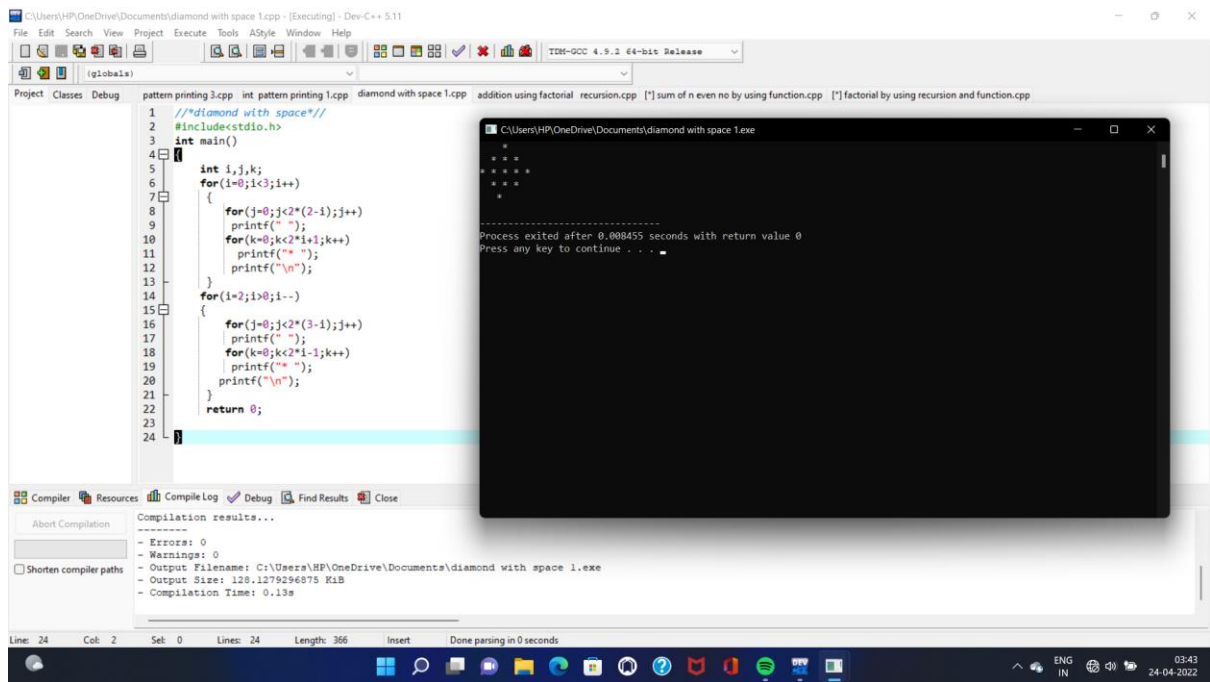 C:\Users\HP\OneDrive\Documents\diamond with space 1.cpp - [Executing] - Dev-C++ 5.11
File Edit Search View Project Execute Tools AStyle Window Help
TDM-GCC 4.9.2 64-bit Release
(globals)
Project Classes Debug
pattern printing 3.cpp int pattern printing 1.cpp diamond with space 1.cpp addition using factorial recursion.cpp [*] sum of n even no by using function.cpp [*] factorial by using recursion and function.cpp
1 //*diamond with space*//
2 #include<stdio.h>
3 int main()
4 {
5 int i,j,k;
6 for(i=0;i<3;i++)
7 {
8 for(j=0;j<2*(2-i);j++)
9 printf(" ");
10 for(k=0;k<2*i+1;k++)
11 printf("* ");
12 printf("\n");
13 }
14 for(i=2;i>0;i--)
15 {
16 for(j=0;j<2*(3-i);j++)
17 printf(" ");
18 for(k=0;k<2*i-1;k++)
19 printf("* ");
20 printf("\n");
21 }
22 return 0;
23
24 }
C:\Users\HP\OneDrive\Documents\diamond with space 1.exe
*
* * *
* * * * *
* * *
*
--------------------------------
Process exited after 0.008455 seconds with return value 0
Press any key to continue . . .
Compiler Resources Compile Log Debug Find Results Close
Abort Compilation
Shorten compiler paths
Compilation results...
--------
- Errors: 0
- Warnings: 0
- Output Filename: C:\Users\HP\OneDrive\Documents\diamond with space 1.exe
- Output Size: 128.1279296875 KiB
- Compilation Time: 0.13s
Line: 24 Col: 2 Sel: 0 Lines: 24 Length: 366 Insert Done parsing in 0 seconds
DEV
ENG
IN
03:43
24-04-2022